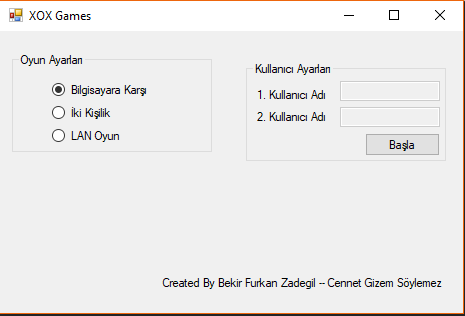 XOX Games
Oyun Ayarları
Bilgisayara Karşı
İki Kişilik
LAN Oyun
Kullanıcı Ayarları
1. Kullanıcı Adı
2. Kullanıcı Adı
Başla
Created By Bekir Furkan Zadegil -- Cennet Gizem Söylemez